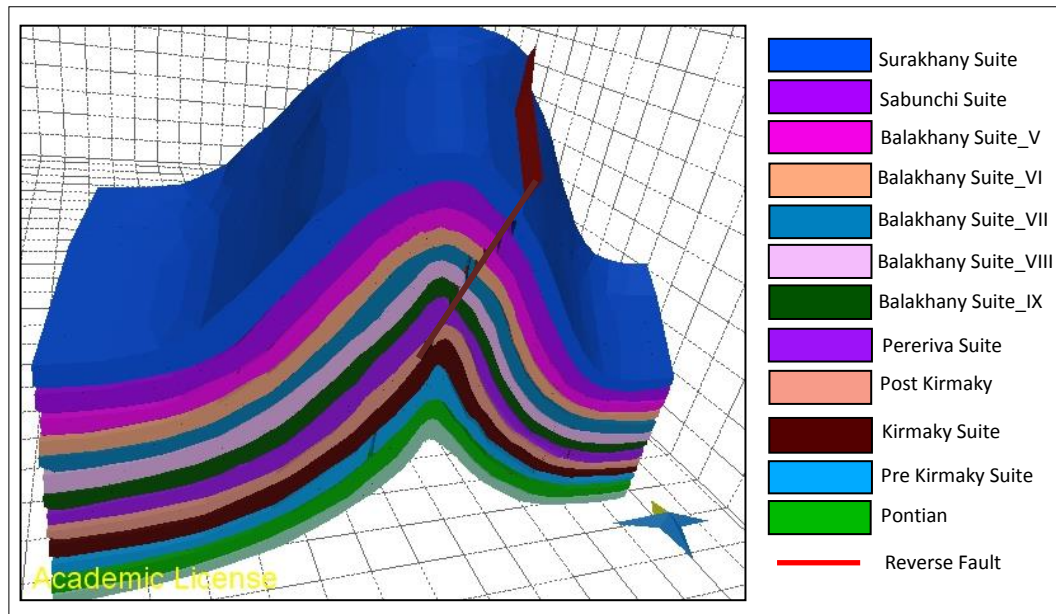 Surakhany Suite
Sabunchi Suite
Balakhany Suite_V
Balakhany Suite_VI
Balakhany Suite_VII
Balakhany Suite_VIII
Balakhany Suite_IX
Pereriva Suite
Post Kirmaky
Kirmaky Suite
Pre Kirmaky Suite
Pontian
Reverse Fault
Academic License